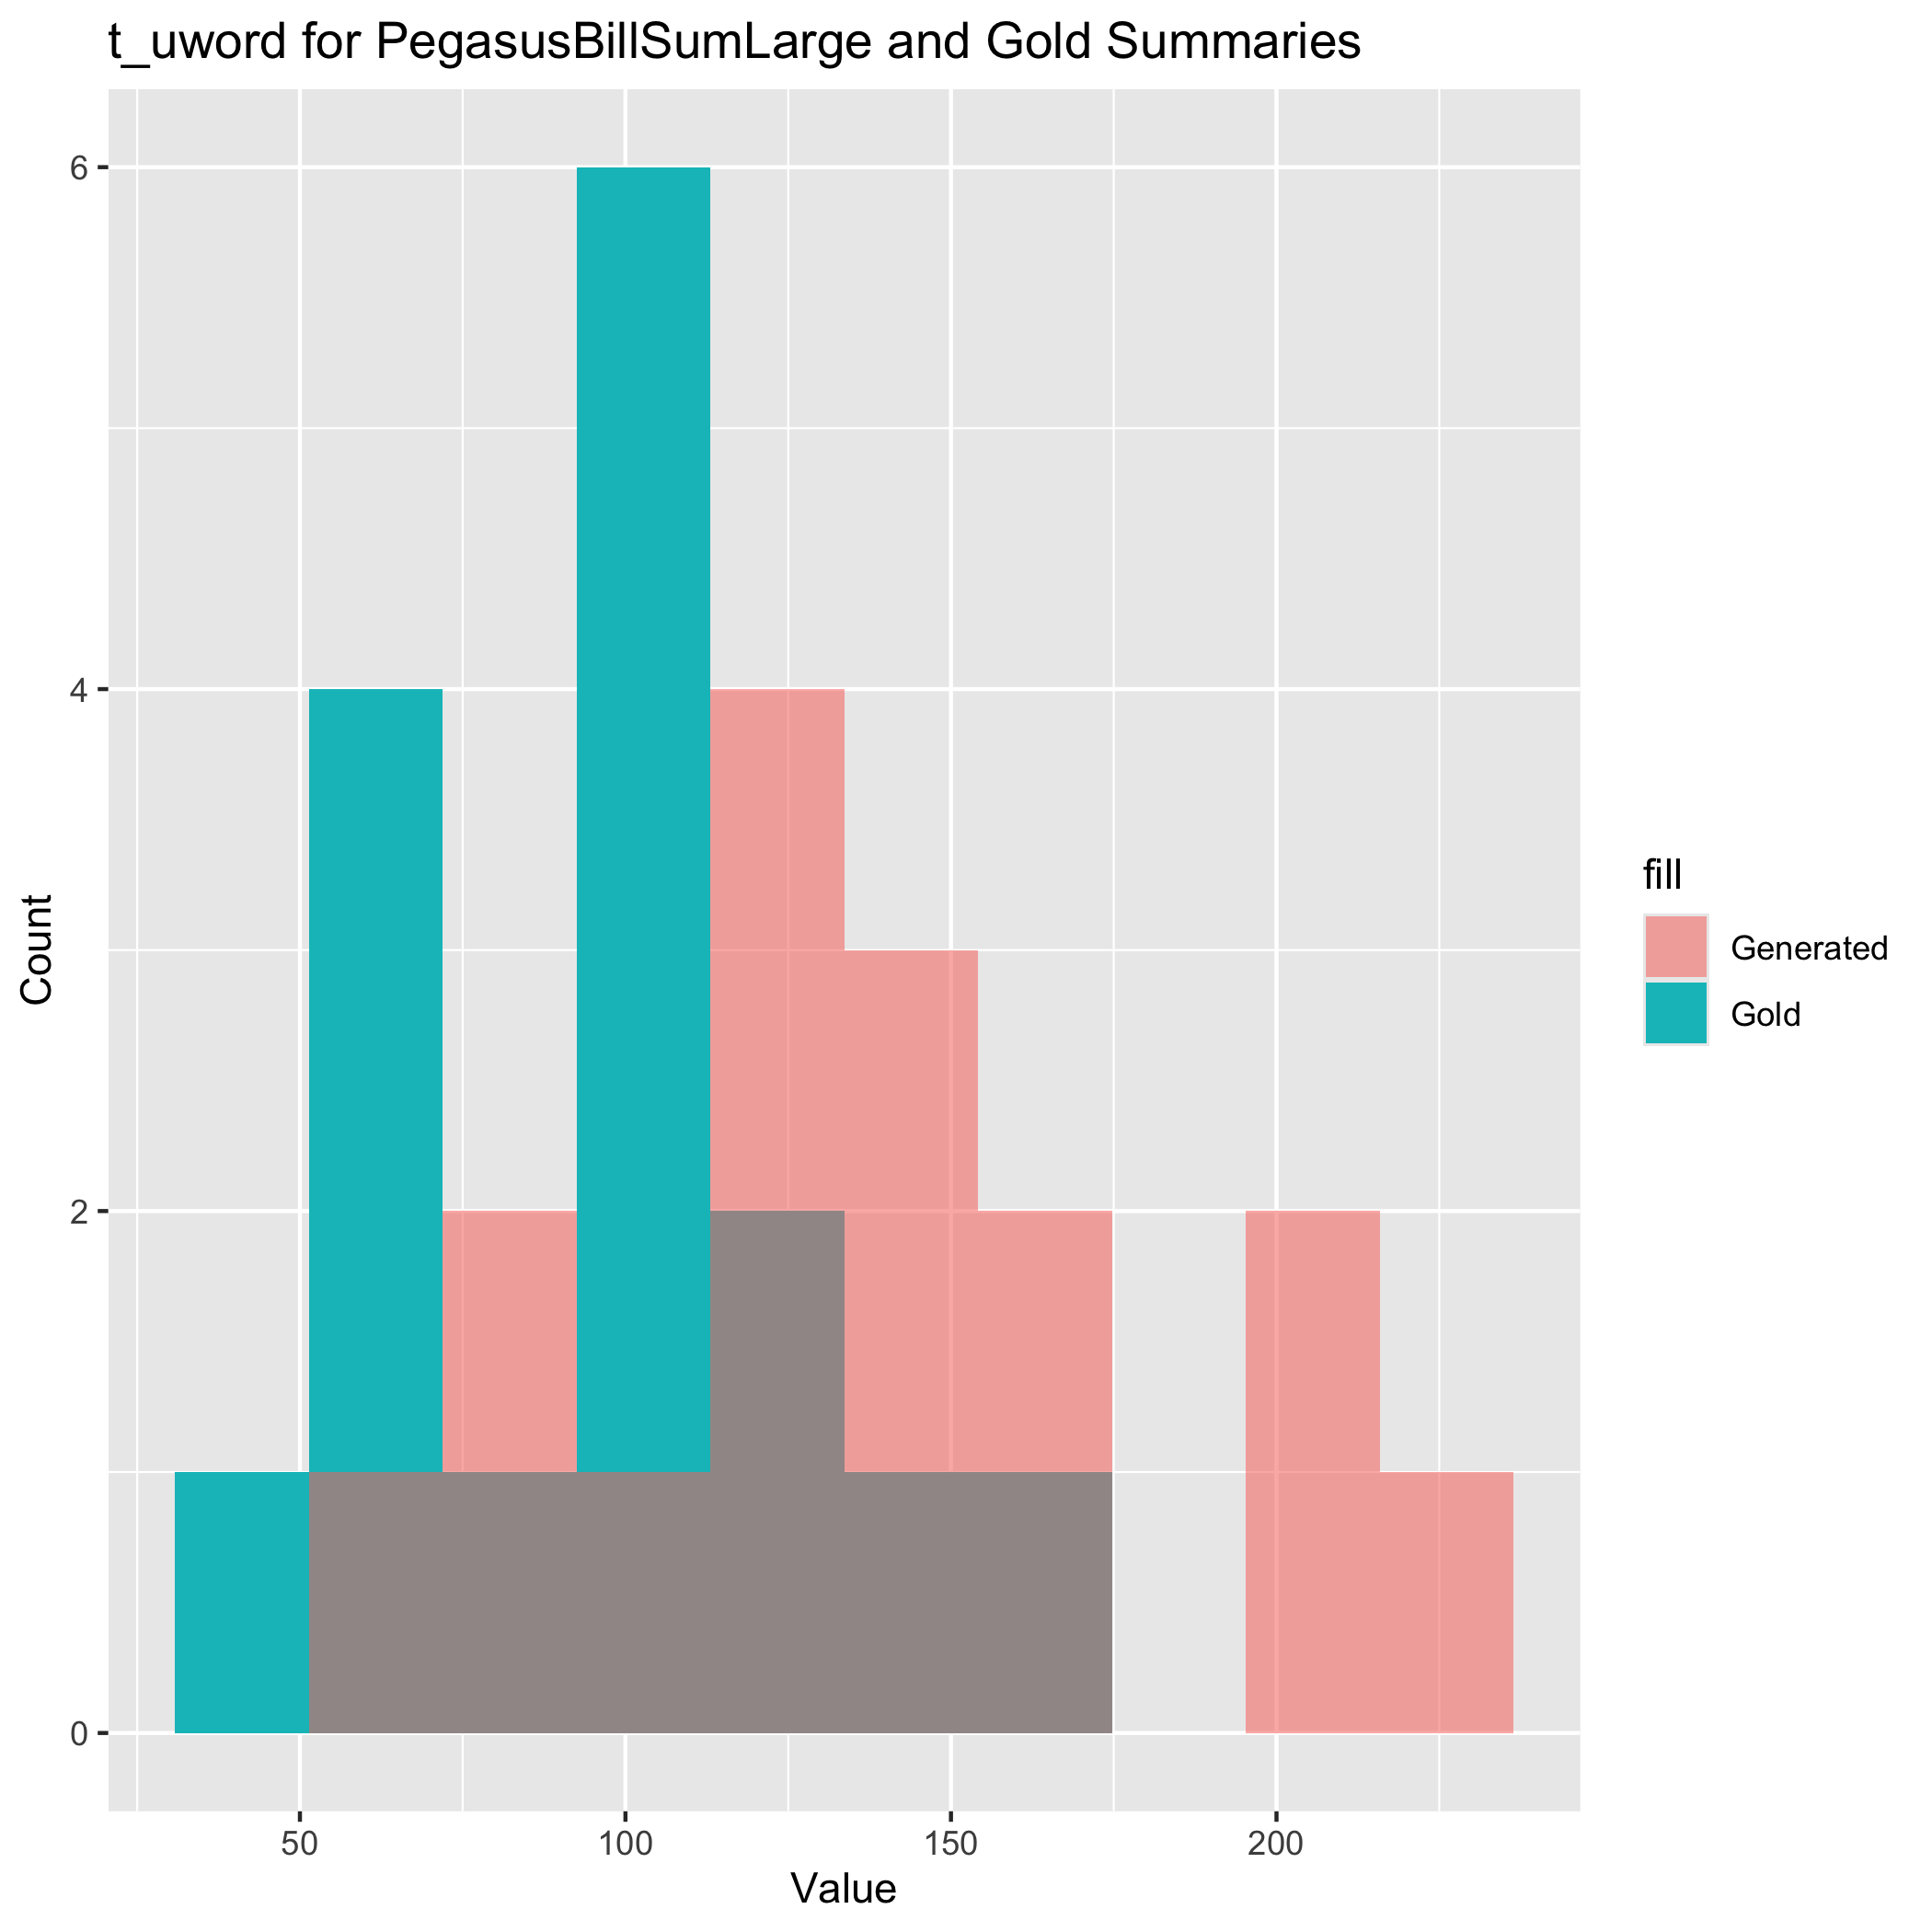 t_uword for PegasusBillSumLarge and Gold Summaries
6
4
2
0
Count
50 100 150 200
Value
fill
Generated
Gold